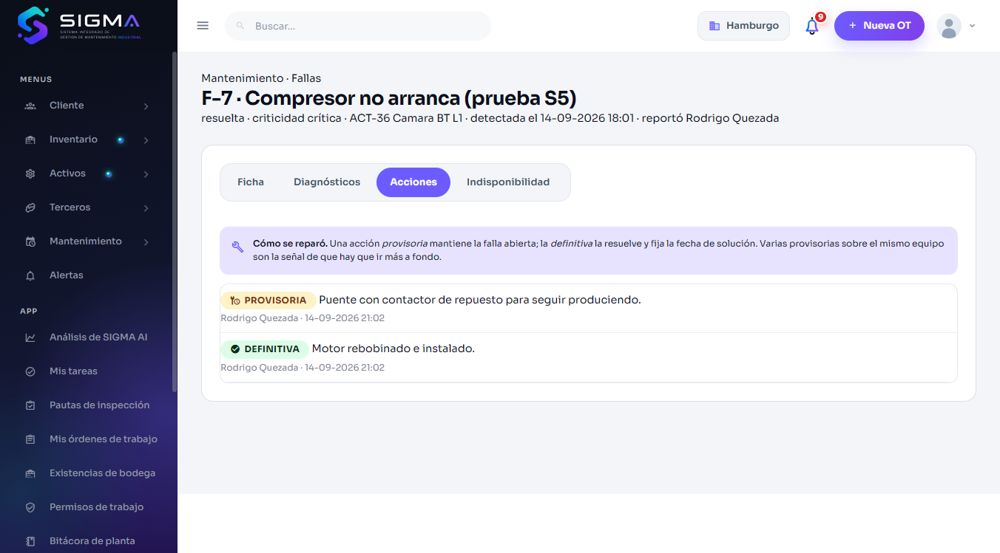 SIGMA
SISTEMA INTEGRADO DE
GESTION DE MANTENIMIENTO INDUSTRIAL
Buscar...
Hamburgo
9
+ Nueva OT
MENUS
Cliente
Inventario
Activos
Terceros
Mantenimiento
Alertas
APP
Análisis de SIGMA AI
Mis tareas
Pautas de inspección
Mis órdenes de trabajo
Existencias de bodega
Permisos de trabajo
Bitácora de planta
Mantenimiento · Fallas
F-7 · Compresor no arranca (prueba S5)
resuelta · criticidad crítica · ACT-36 Camara BT L1 · detectada el 14-09-2026 18:01 · reportó Rodrigo Quezada
Ficha
Diagnósticos
Acciones
Indisponibilidad
Cómo se reparó. Una acción provisoria mantiene la falla abierta; la definitiva la resuelve y fija la fecha de solución. Varias provisorias sobre el mismo equipo
son la señal de que hay que ir más a fondo.
PROVISORIA Puente con contactor de repuesto para seguir produciendo.
Rodrigo Quezada · 14-09-2026 21:02
DEFINITIVA Motor rebobinado e instalado.
Rodrigo Quezada · 14-09-2026 21:02